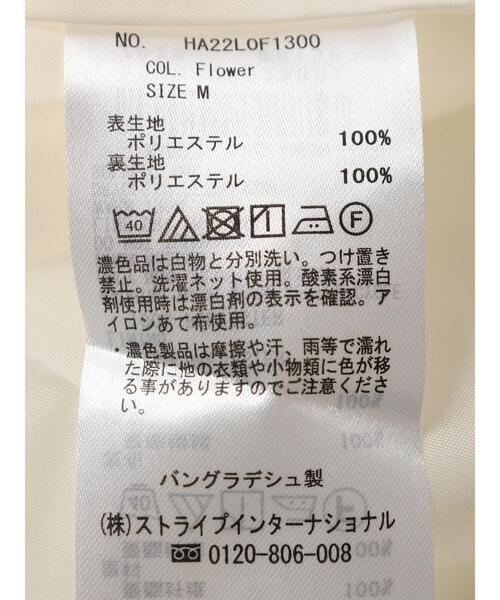 NO. HA22L0F1300
COL. Flower
SIZE M
表生地
ポリエステル 100%
裏生地
ポリエステル 100%
40 F
濃色品は白物と分別洗い。つけ置き
禁止。洗濯ネット使用。酸素系漂白
剤使用時は漂白剤の表示を確認。ア
イロンあて布使用。
・濃色製品は摩擦や汗、雨等で濡れ
た際に他の衣類や小物類に色が移
る事がありますのでご注意くださ
い。
バングラデシュ製
(株)ストライプインターナショナル
0120-806-008